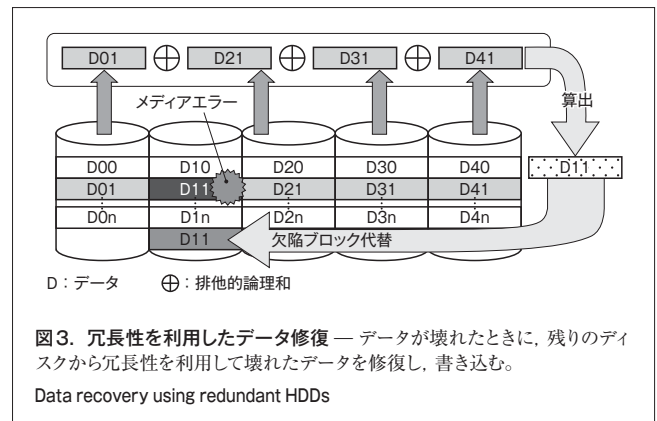 D01 ⊕ D21 ⊕ D31 ⊕ D41
メディアエラー
算出
D00 D10 D20 D30 D40
D11
D01 D11 D21 D31 D41
D0n D1n D2n D3n D4n
D11 欠陥ブロック代替
D：データ ⊕：排他的論理和
図3. 冗長性を利用したデータ修復 — データが壊れたときに，残りのディ
スクから冗長性を利用して壊れたデータを修復し，書き込む。
Data recovery using redundant HDDs